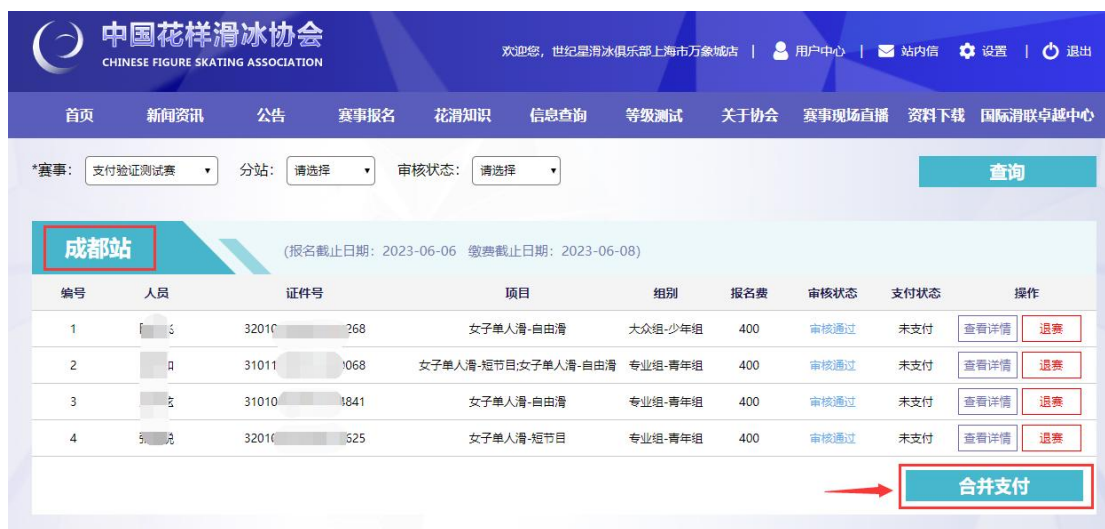 中国花样滑冰协会
CHINESE FIGURE SKATING ASSOCIATION
欢迎您，世纪星滑冰俱乐部上海市万象城店 | 用户中心 | 站内信 设置 | 退出
首页 新闻资讯 公告 赛事报名 花滑知识 信息查询 等级测试 关于协会 赛事现场直播 资料下载 国际滑联卓越中心
*赛事: 支付验证测试赛 分站: 请选择 审核状态: 请选择 查询
成都站 (报名截止日期: 2023-06-06 缴费截止日期: 2023-06-08)
编号 人员 证件号 项目 组别 报名费 审核状态 支付状态 操作
1 3201 268 女子单人滑-自由滑 大众组-少年组 400 审核通过 未支付 查看详情 退赛
2 3101 068 女子单人滑-短节目;女子单人滑-自由滑 专业组-青年组 400 审核通过 未支付 查看详情 退赛
3 31010 841 女子单人滑-自由滑 专业组-青年组 400 审核通过 未支付 查看详情 退赛
4 3201 625 女子单人滑-短节目 专业组-青年组 400 审核通过 未支付 查看详情 退赛
合并支付